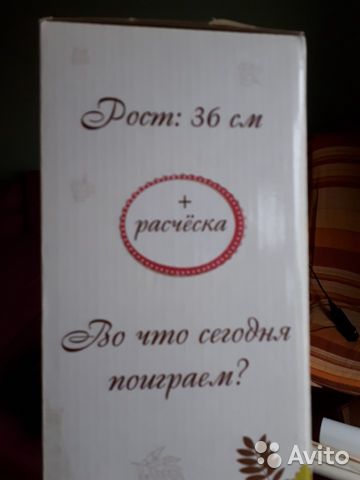 Рост: 36 см
+
расчёска
Во что сегодня
поиграем?
Avito